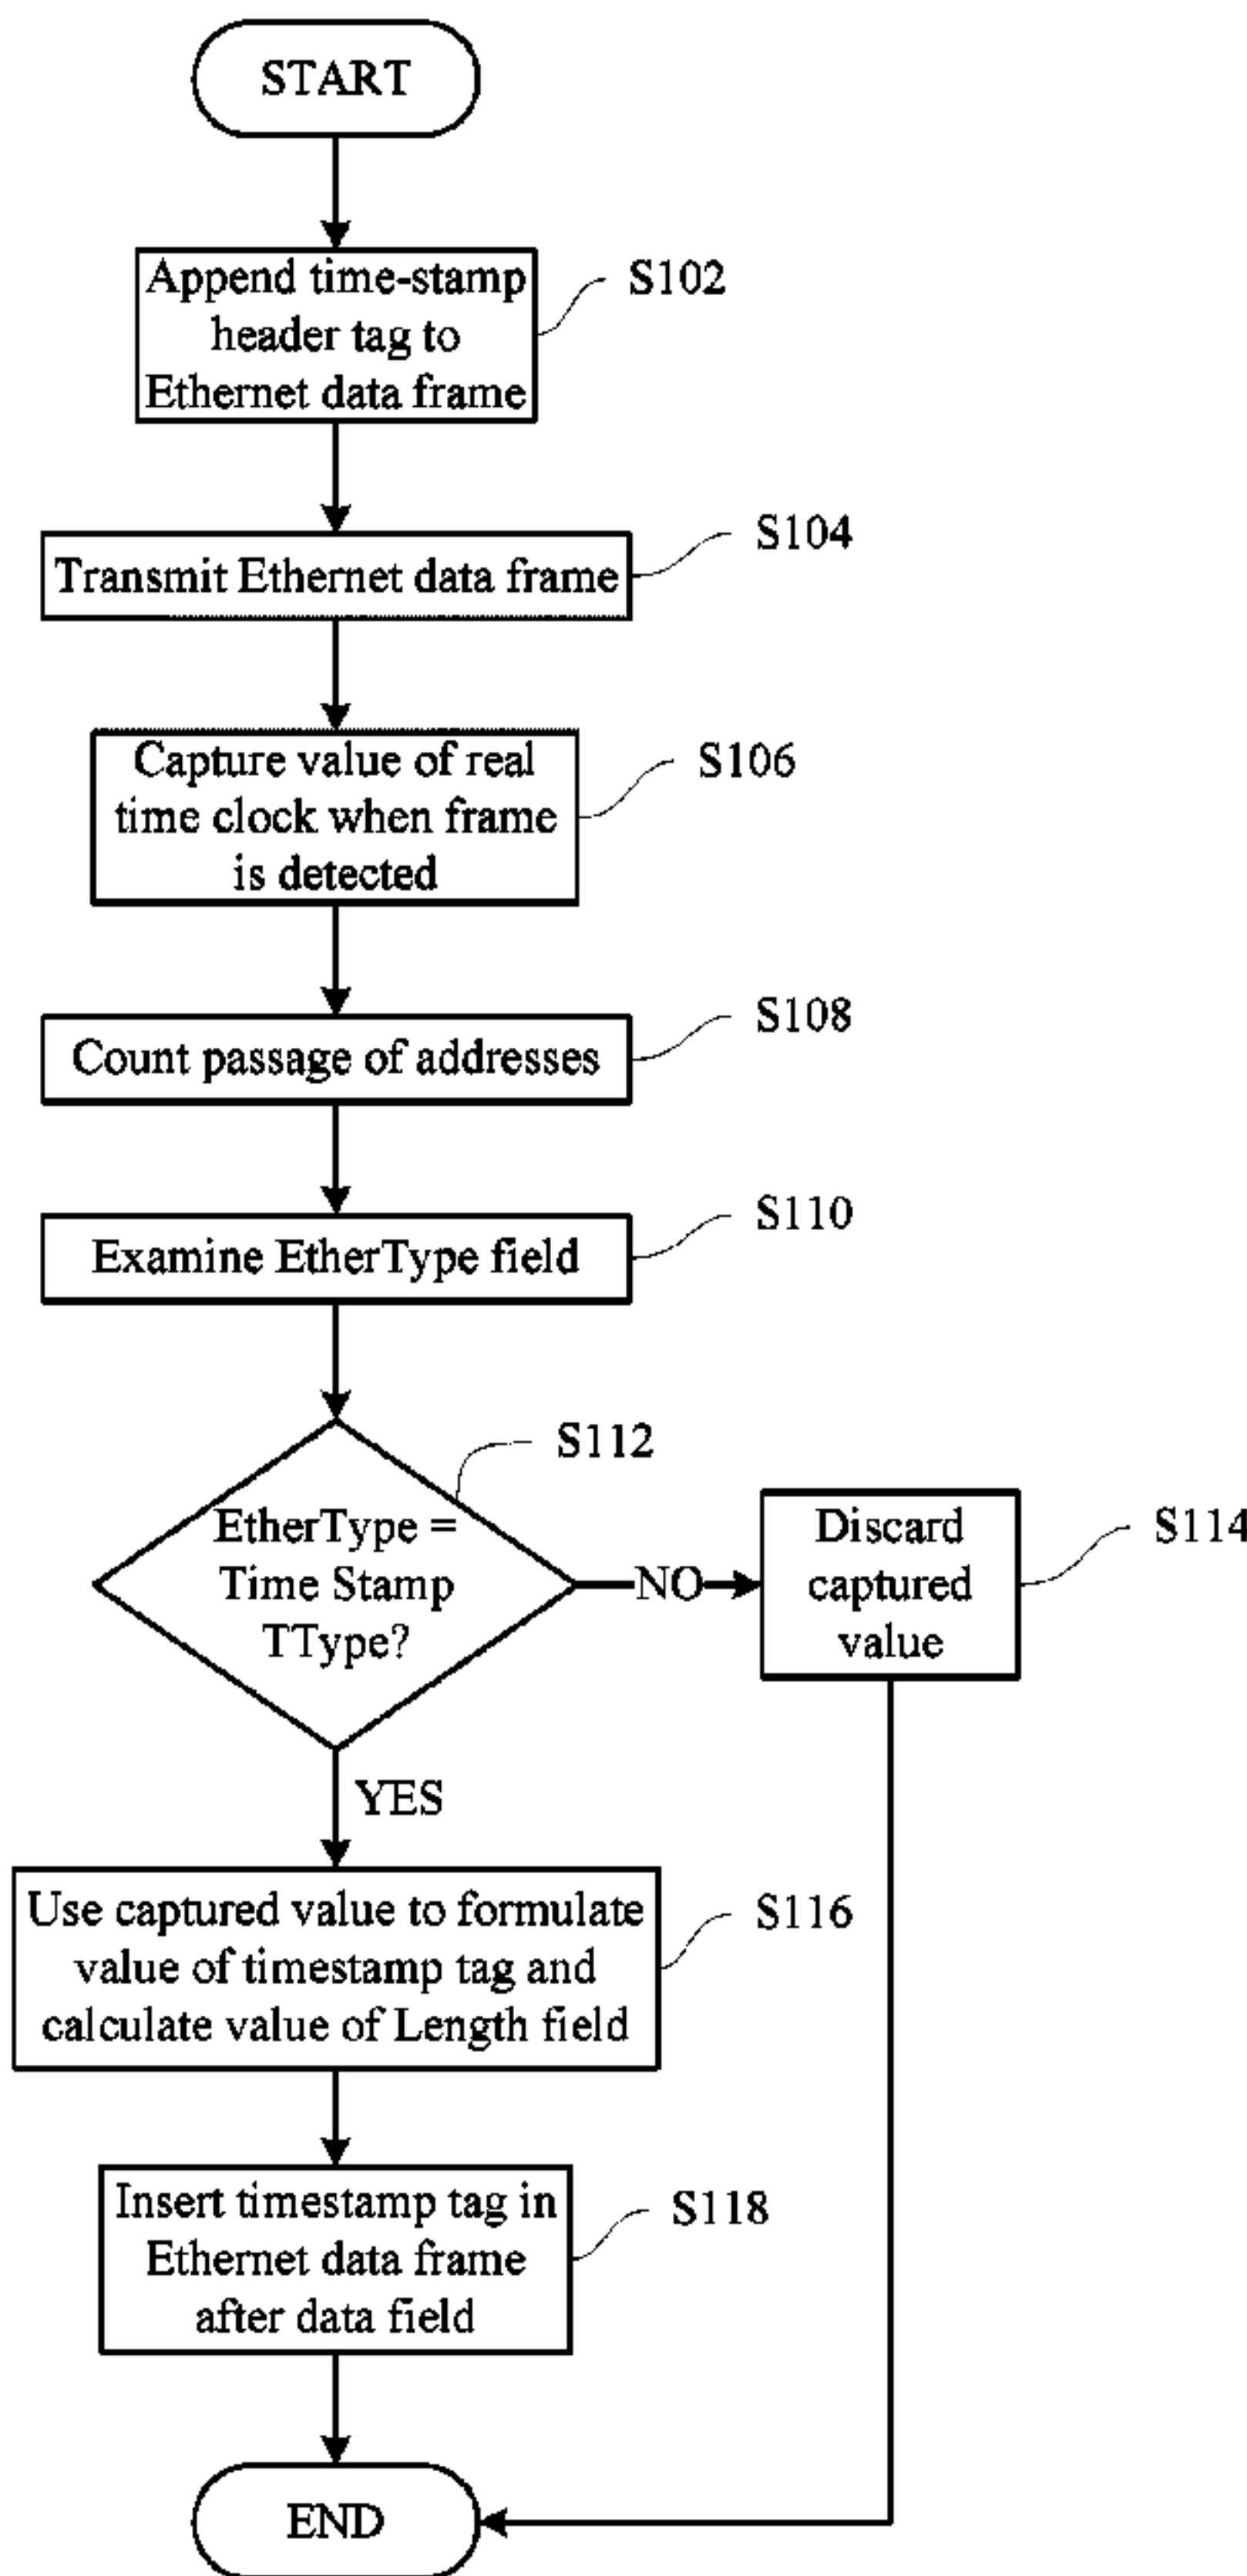 START
Append time-stamp
header tag to
Ethernet data frame
S102
Transmit Ethernet data frame
S104
Capture value of real
time clock when frame
is detected
S106
Count passage of addresses
S108
Examine EtherType field
S110
EtherType =
Time Stamp
TType?
S112
NO
Discard
captured
value
S114
YES
Use captured value to formulate
value of timestamp tag and
calculate value of Length field
S116
Insert timestamp tag in
Ethernet data frame
after data field
S118
END